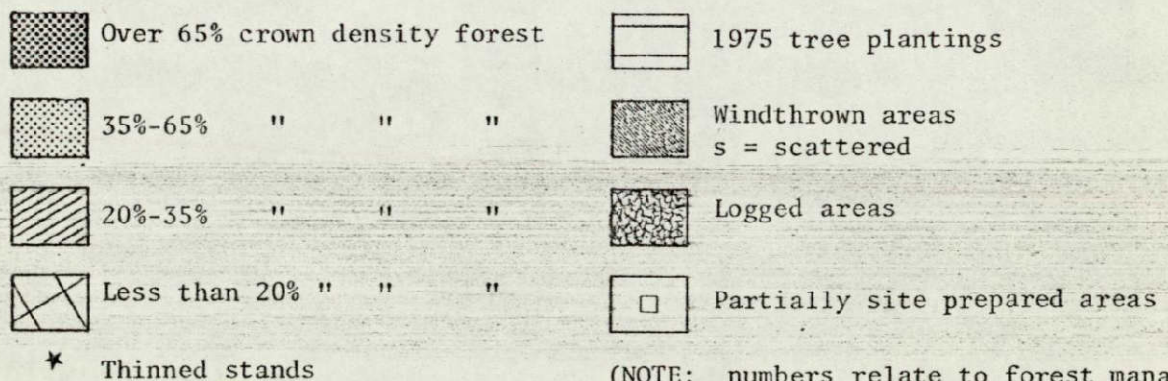 Over 65% crown density forest
35%-65% " " "
20%-35% " " "
Less than 20% " " "
Thinned stands
1975 tree plantings
Windthrown areas
s = scattered
Logged areas
Partially site prepared areas
(NOTE: numbers relate to forest mana